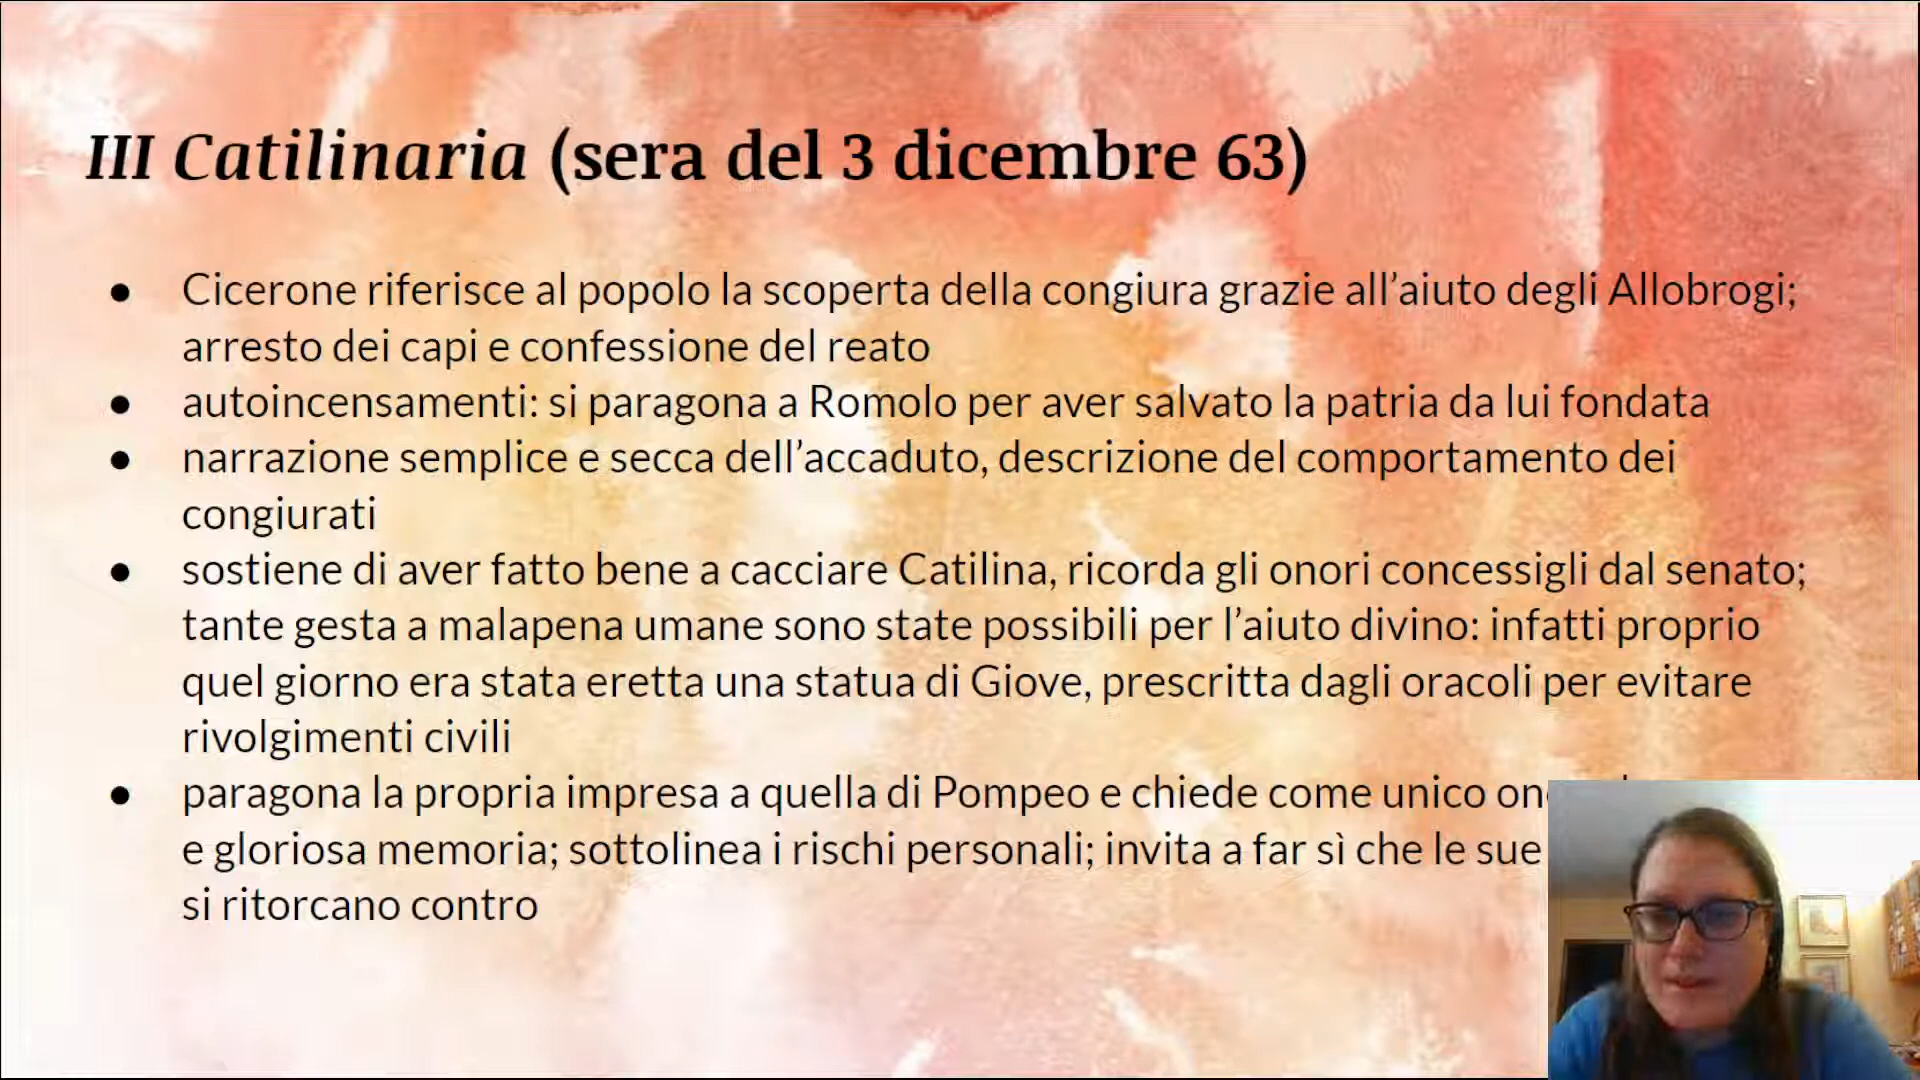 III Catilinaria (sera del 3 dicembre 63)
● Cicerone riferisce al popolo la scoperta della congiura grazie all’aiuto degli Allobrogi;
arresto dei capi e confessione del reato
● autoincensamenti: si paragona a Romolo per aver salvato la patria da lui fondata
● narrazione semplice e secca dell’accaduto, descrizione del comportamento dei
congiurati
● sostiene di aver fatto bene a cacciare Catilina, ricorda gli onori concessigli dal senato;
tante gesta a malapena umane sono state possibili per l’aiuto divino: infatti proprio
quel giorno era stata eretta una statua di Giove, prescritta dagli oracoli per evitare
rivolgimenti civili
● paragona la propria impresa a quella di Pompeo e chiede come unico
e gloriosa memoria; sottolinea i rischi personali; invita a far sì che le sue
si ritorcano contro